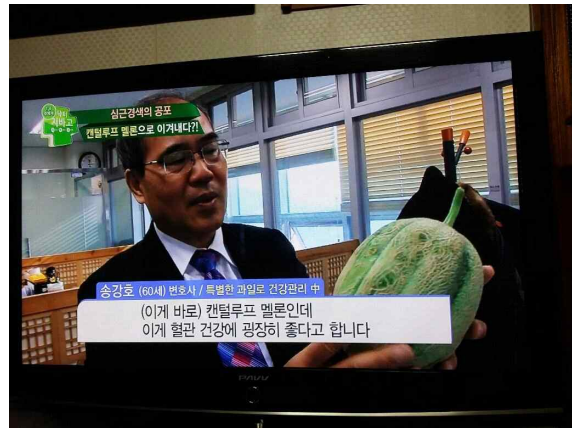 심근경색의 공포
캔털루프 멜론으로 이겨내다?!
송강호 (60세) 변호사 / 특별한 과일로 건강관리 中
(이게 바로) 캔털루프 멜론인데
이게 혈관 건강에 굉장히 좋다고 합니다